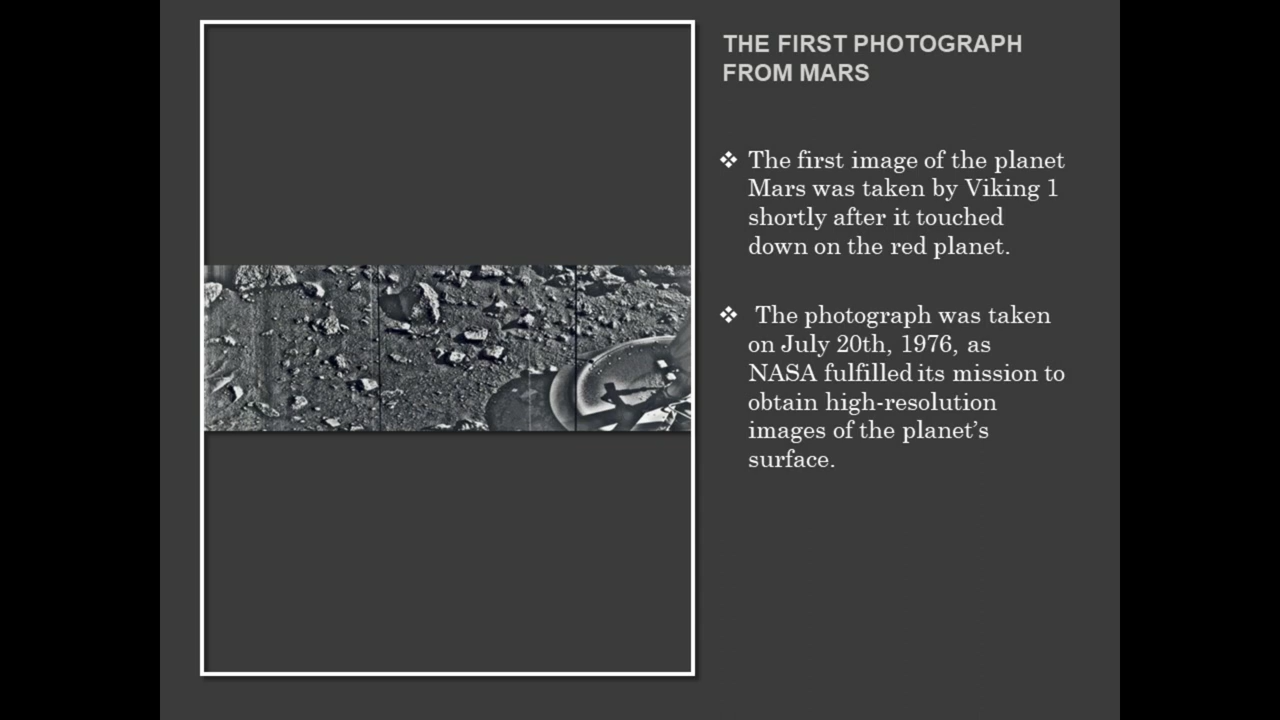 THE FIRST PHOTOGRAPH
FROM MARS
❖ The first image of the planet
Mars was taken by Viking 1
shortly after it touched
down on the red planet.
❖ The photograph was taken
on July 20th, 1976, as
NASA fulfilled its mission to
obtain high-resolution
images of the planet’s
surface.